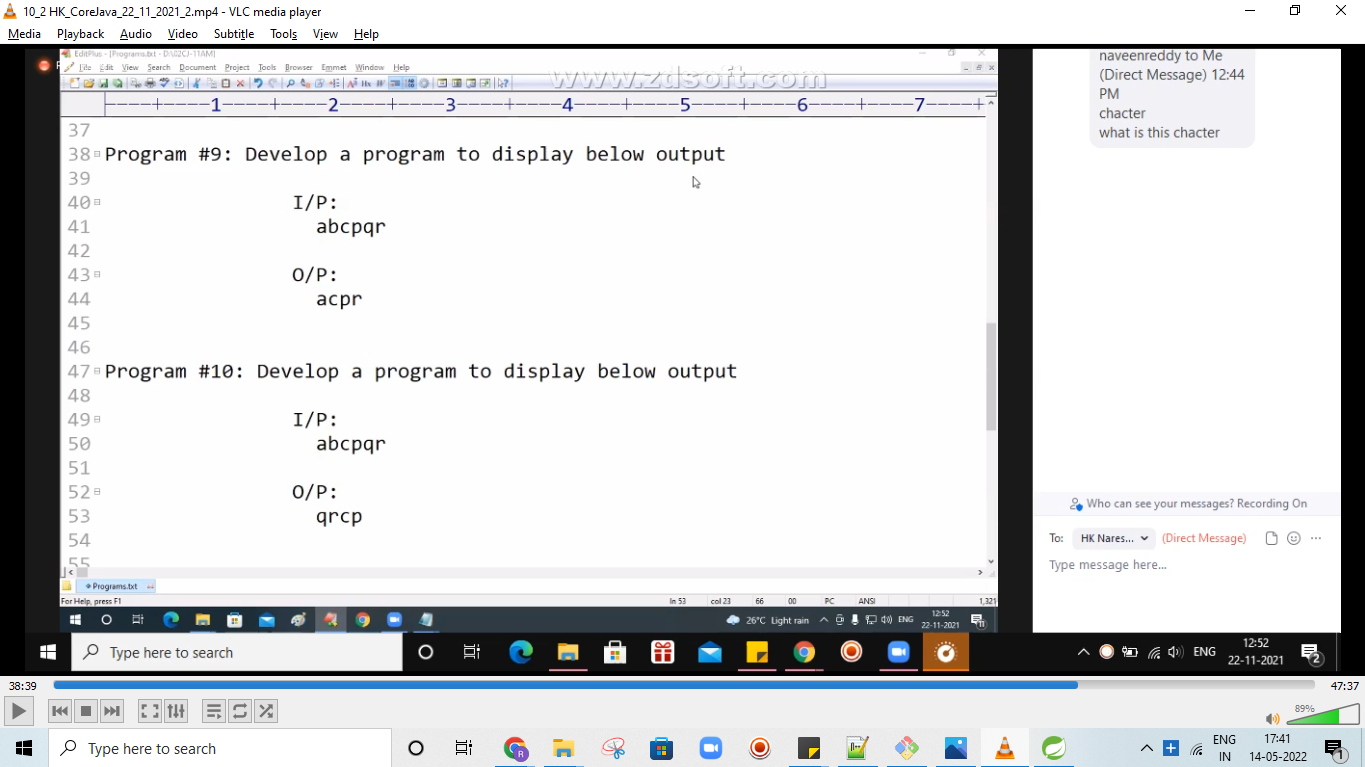 10_2 HK_CoreJava_22_11_2021_2.mp4 - VLC media player
Media Playback Audio Video Subtitle Tools View Help
EditPlus - [Programs.txt - D:\02CJ-11AM]
File Edit View Search Document Project Tools Browser Emmet Window Help
www.zdsoft.com
----+----1----+----2----+----3----+----4----+----5----+----6----+----7----+
37
38 Program #9: Develop a program to display below output
39
40 I/P:
41 abcpqr
42
43 O/P:
44 acpr
45
46
47 Program #10: Develop a program to display below output
48
49 I/P:
50 abcpqr
51
52 O/P:
53 qrcp
54
55
Programs.txt
For Help, press F1 ln 53 col 23 66 00 PC ANSI 1,321
26°C Light rain ENG 12:52
22-11-2021
naveenreddy to Me
(Direct Message) 12:44
PM
chacter
what is this chacter
Who can see your messages? Recording On
To: HK Nares... (Direct Message)
Type message here...
Type here to search ENG 12:52
22-11-2021
2
38:39 47:37
89%
Type here to search ENG
IN 17:41
14-05-2022
1